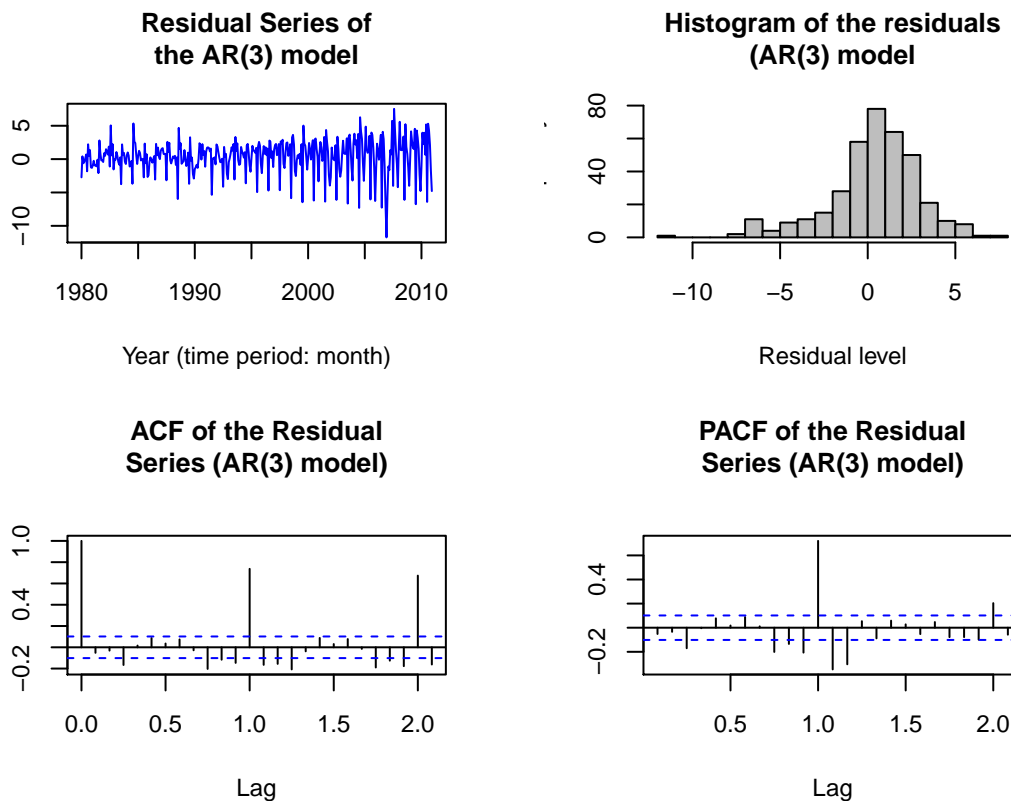 Residual Series of
the AR(3) model
5
0
−10
1980 1990 2000 2010
Year (time period: month)
Histogram of the residuals
(AR(3) model
80
40
0
−10 −5 0 5
Residual level
ACF of the Residual
Series (AR(3) model)
1.0
0.4
−0.2
0.0 0.5 1.0 1.5 2.0
Lag
PACF of the Residual
Series (AR(3) model)
0.4
−0.2
0.5 1.0 1.5 2.0
Lag